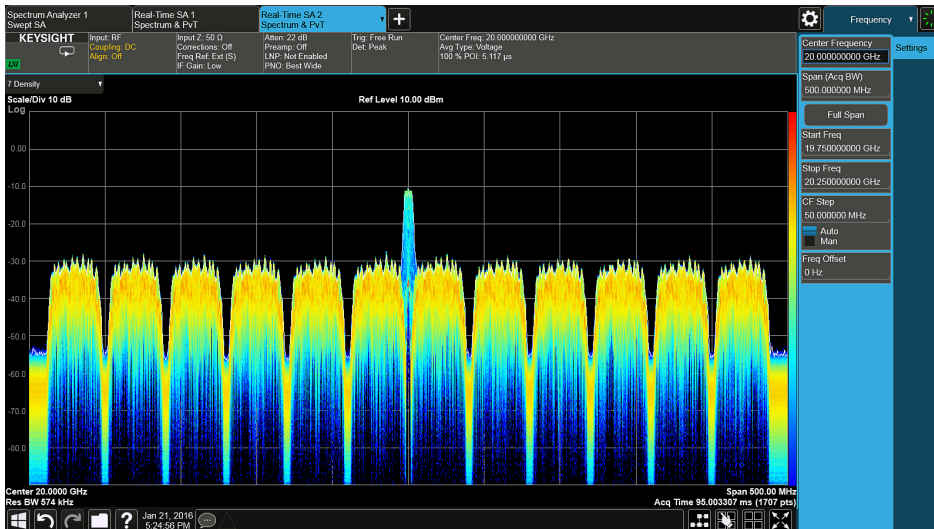 Spectrum Analyzer 1
Swept SA
Real-Time SA 1
Spectrum & PvT
Real-Time SA 2
Spectrum & PvT
▼
+
Frequency
▼
KEYSIGHT
LXI
Input: RF
Coupling: DC
Align: Off
Input Z: 50 Ω
Corrections: Off
Freq Ref: Ext (S)
IF Gain: Low
Atten: 22 dB
Preamp: Off
LNP: Not Enabled
PNO: Best Wide
Trig: Free Run
Det: Peak
Center Freq: 20.000000000 GHz
Avg Type: Voltage
100 % POI: 5.117 µs
7 Density
▼
Scale/Div 10 dB
Ref Level 10.00 dBm
Log
0.00
-10.0
-20.0
-30.0
-40.0
-50.0
-60.0
-70.0
-80.0
Center 20.0000 GHz
Res BW 574 kHz
Span 500.00 MHz
Acq Time 95.003307 ms (1707 pts)
Center Frequency
20.000000000 GHz
Settings
Span (Acq BW)
500.000000 MHz
Full Span
Start Freq
19.750000000 GHz
Stop Freq
20.250000000 GHz
CF Step
50.000000 MHz
Auto
Man
Freq Offset
0 Hz
?
Jan 21, 2016
5:24:56 PM